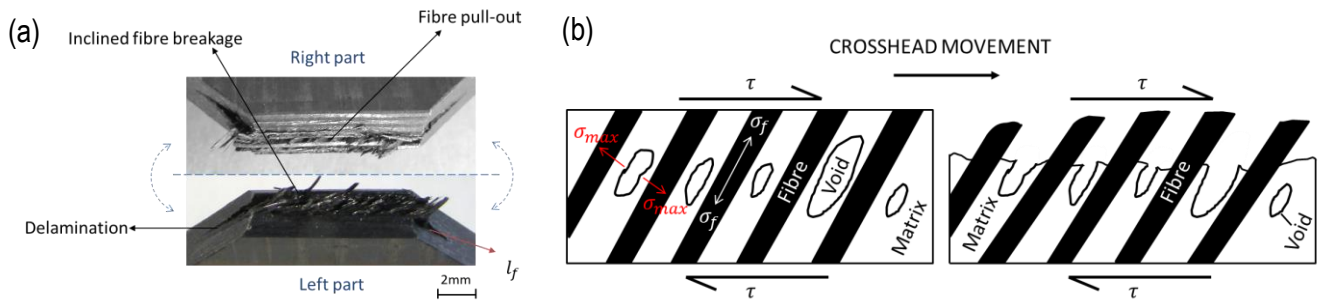 (a)
Fibre pull-out
Inclined fibre breakage
Right part
Delamination
l_f
Left part
2mm
(b)
CROSSHEAD MOVEMENT
τ
τ
σ_max
σ_f
σ_max
σ_f
Fibre
Void
Matrix
τ
Matrix
Fibre
Void
τ